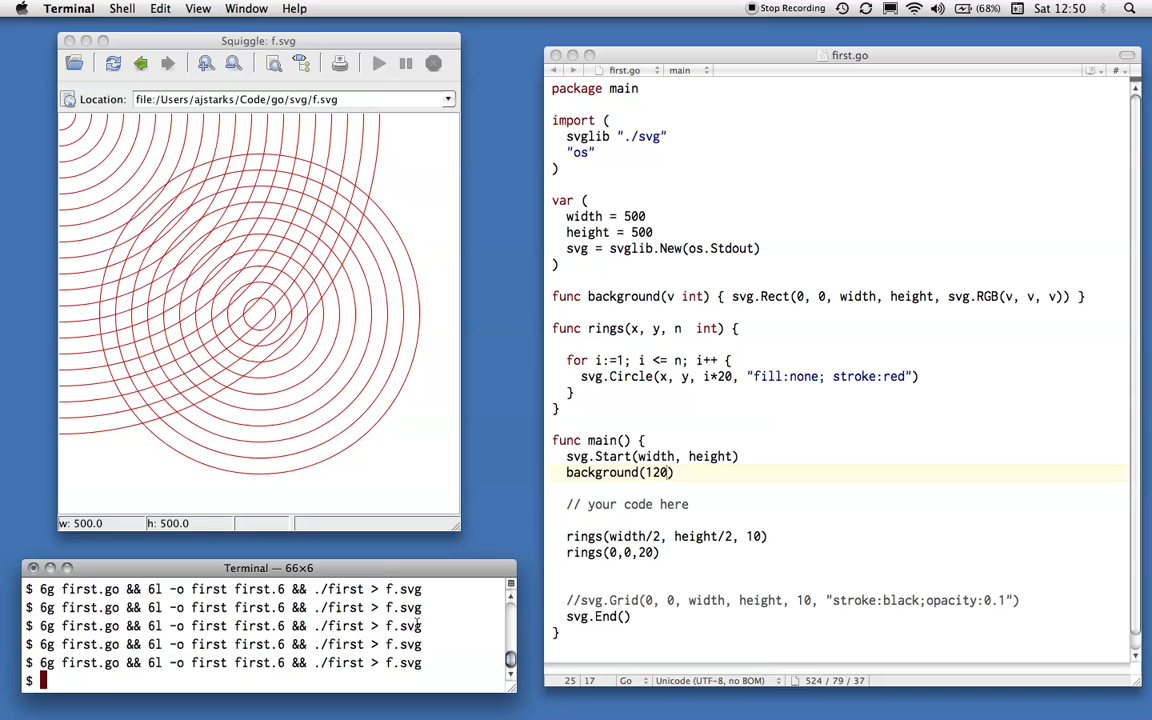 Terminal Shell Edit View Window Help Stop Recording (68%) Sat 12:50
Squiggle: f.svg
Location: file:/Users/ajstarks/Code/go/svg/f.svg
w: 500.0 h: 500.0
Terminal — 66×6
$ 6g first.go && 6l -o first first.6 && ./first > f.svg
$ 6g first.go && 6l -o first first.6 && ./first > f.svg
$ 6g first.go && 6l -o first first.6 && ./first > f.svg
$ 6g first.go && 6l -o first first.6 && ./first > f.svg
$ 6g first.go && 6l -o first first.6 && ./first > f.svg
$
first.go
first.go main #
package main
import (
svglib "./svg"
"os"
)
var (
width = 500
height = 500
svg = svglib.New(os.Stdout)
)
func background(v int) { svg.Rect(0, 0, width, height, svg.RGB(v, v, v)) }
func rings(x, y, n int) {
for i:=1; i <= n; i++ {
svg.Circle(x, y, i*20, "fill:none; stroke:red")
}
}
func main() {
svg.Start(width, height)
background(120)
// your code here
rings(width/2, height/2, 10)
rings(0,0,20)
//svg.Grid(0, 0, width, height, 10, "stroke:black;opacity:0.1")
svg.End()
}
25 17 Go Unicode (UTF-8, no BOM) 524 / 79 / 37